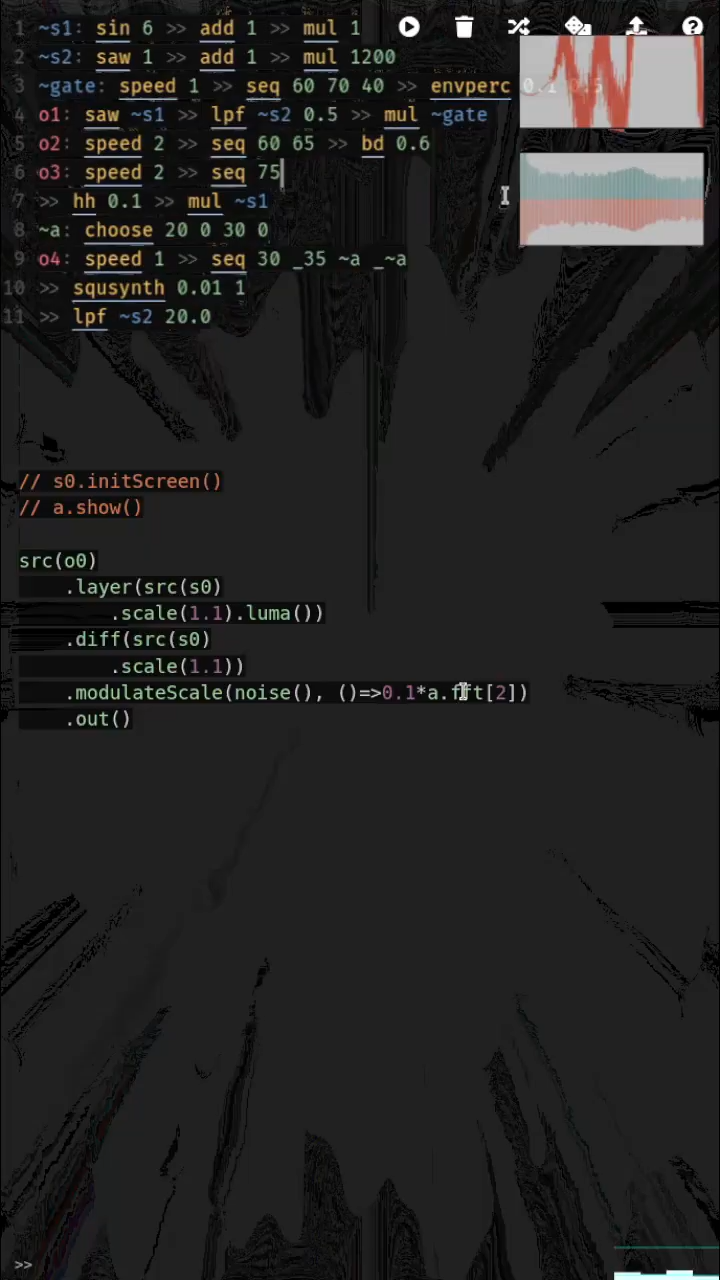 1 ~s1: sin 6 >> add 1 >> mul 1
2 ~s2: saw 1 >> add 1 >> mul 1200
3 ~gate: speed 1 >> seq 60 70 40 >> envperc 0.1
4 o1: saw ~s1 >> lpf ~s2 0.5 >> mul ~gate
5 o2: speed 2 >> seq 60 65 >> bd 0.6
6 o3: speed 2 >> seq 75
7 >> hh 0.1 >> mul ~s1
8 ~a: choose 20 0 30 0
9 o4: speed 1 >> seq 30 _35 ~a _~a
10 >> squsynth 0.01 1
11 >> lpf ~s2 20.0
// s0.initScreen()
// a.show()
src(o0)
.layer(src(s0)
.scale(1.1).luma())
.diff(src(s0)
.scale(1.1))
.modulateScale(noise(), ()=>0.1*a.fft[2])
.out()
>>